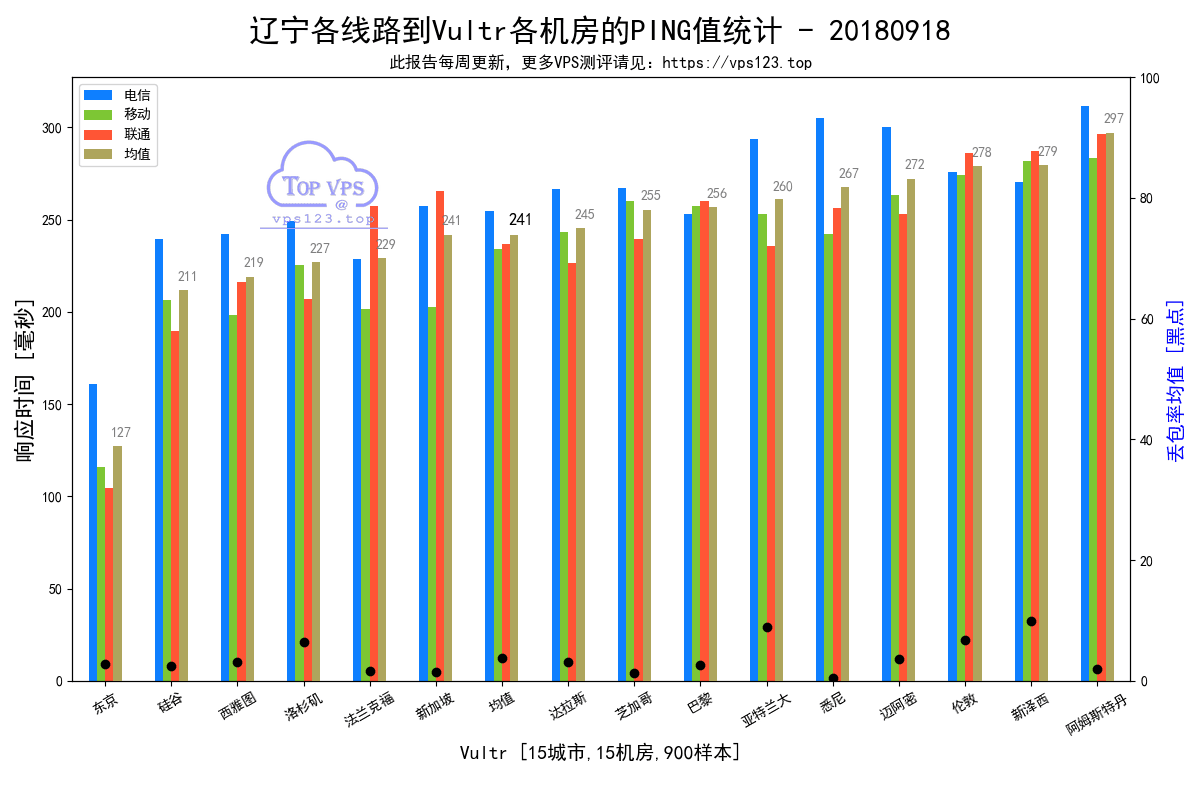 辽宁各线路到Vultr各机房的PING值统计 - 20180918
此报告每周更新，更多VPS测评请见：https://vps123.top
电信
移动
联通
均值
TOP VPS
@
vps123.top
响应时间 [毫秒]
300
250
200
150
100
50
0
127
211
219
227
229
241
241
245
255
256
260
267
272
278
279
297
100
80
60
40
20
0
丢包率均值 [黑点]
东京
硅谷
西雅图
洛杉矶
法兰克福
新加坡
均值
达拉斯
芝加哥
巴黎
亚特兰大
悉尼
迈阿密
伦敦
新泽西
阿姆斯特丹
Vultr [15城市,15机房,900样本]